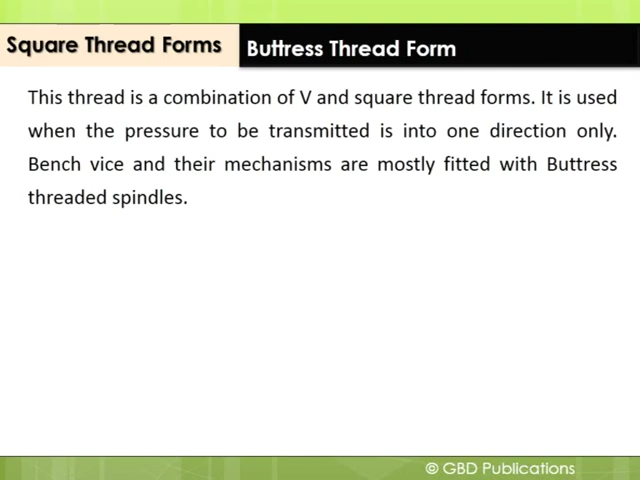 Square Thread Forms
Buttress Thread Form
This thread is a combination of V and square thread forms. It is used
when the pressure to be transmitted is into one direction only.
Bench vice and their mechanisms are mostly fitted with Buttress
threaded spindles.
© GBD Publications